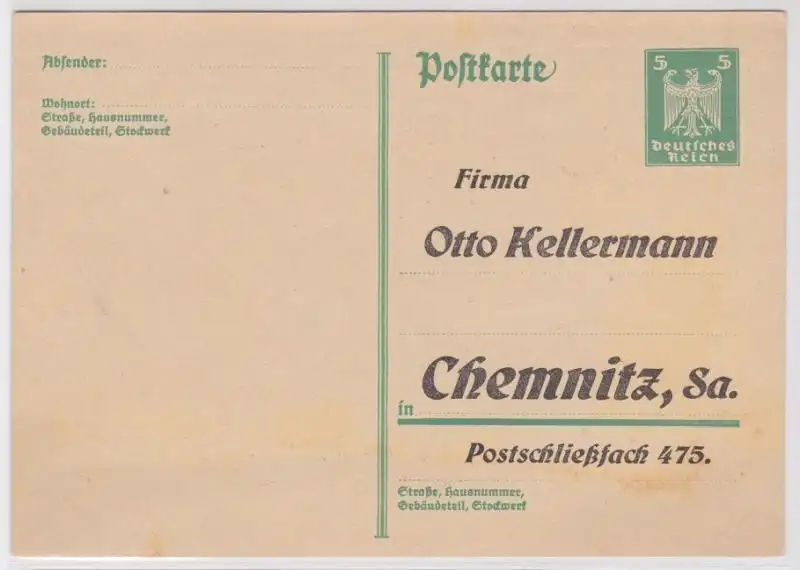 Absender:
Wohnort:
Straße, Hausnummer,
Gebäudeteil, Stockwerk
Postkarte
5 5
Deutsches
Reich
Firma
Otto Kellermann
Chemnitz, Sa.
in
Postschließfach 475.
Straße, Hausnummer,
Gebäudeteil, Stockwerk